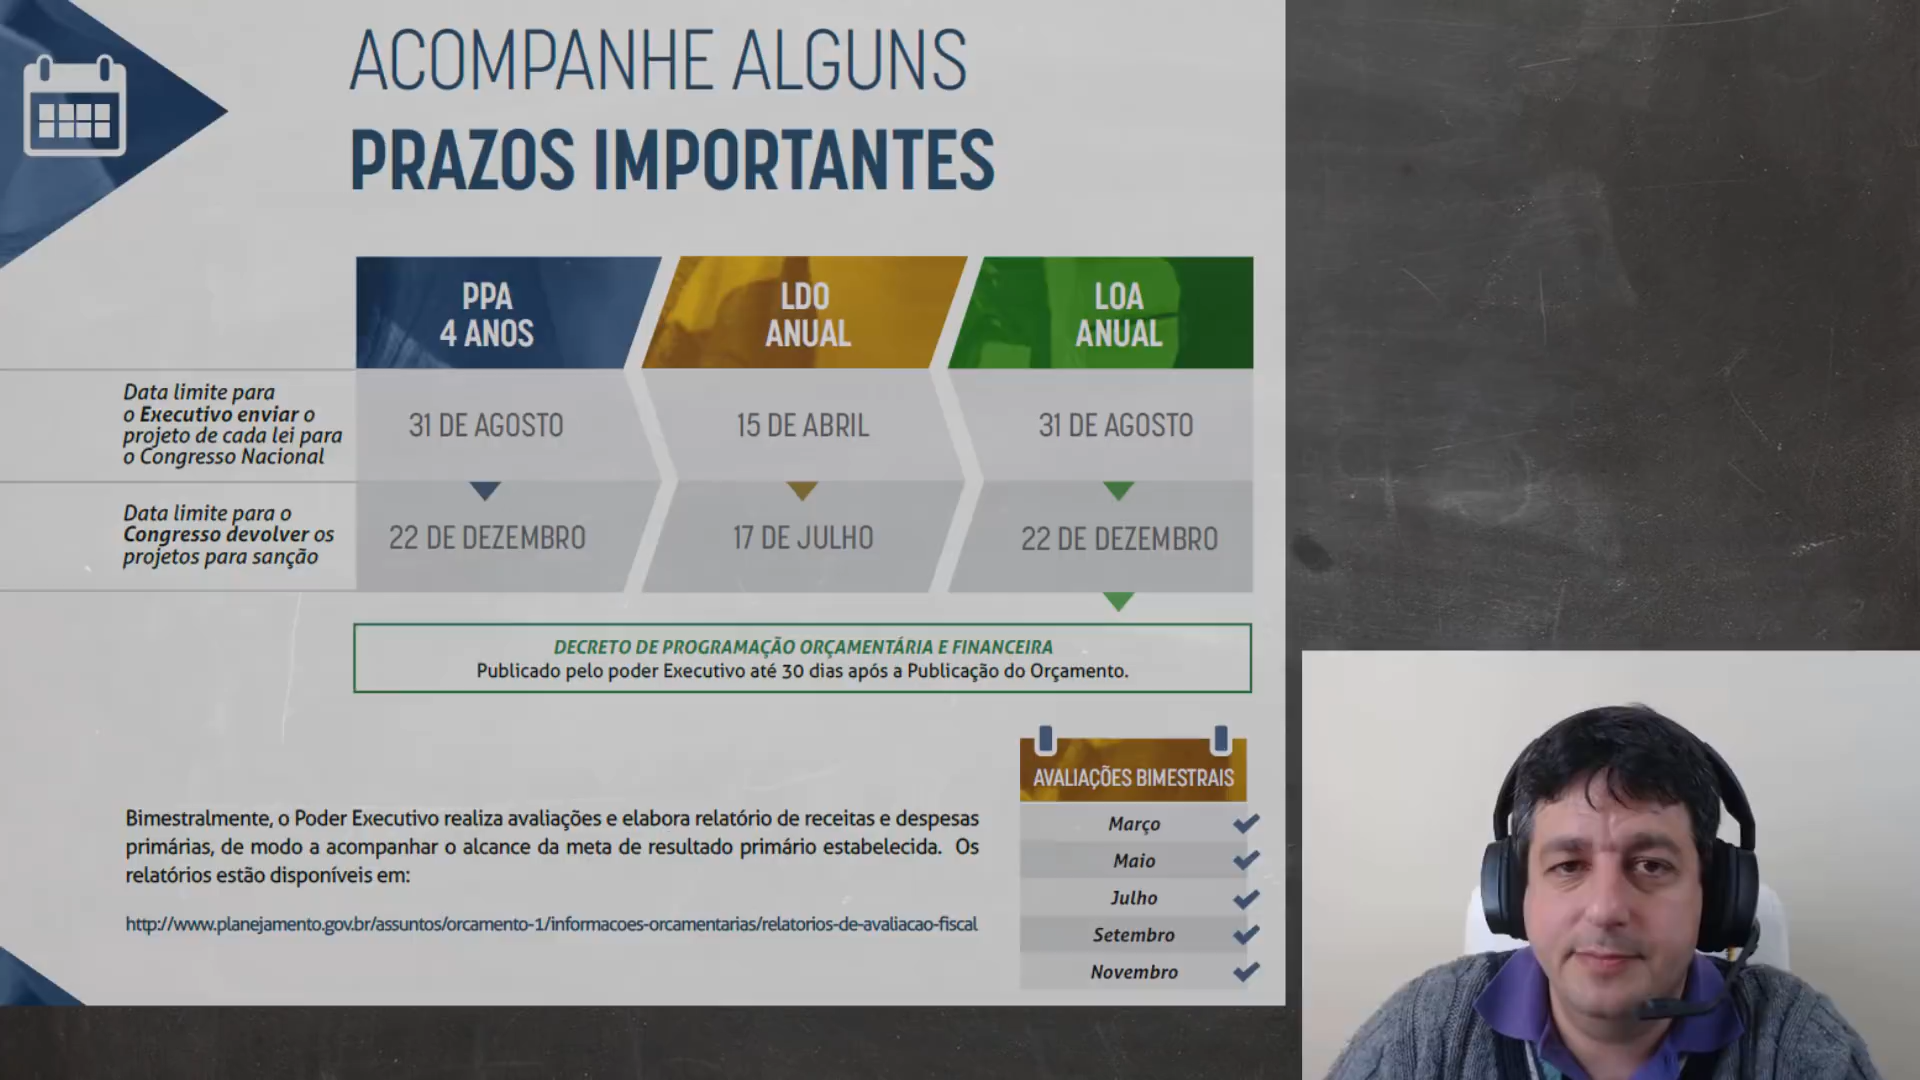 ACOMPANHE ALGUNS
PRAZOS IMPORTANTES
PPA
4 ANOS
LDO
ANUAL
LOA
ANUAL
Data limite para
o Executivo enviar o
projeto de cada lei para
o Congresso Nacional
31 DE AGOSTO
15 DE ABRIL
31 DE AGOSTO
Data limite para o
Congresso devolver os
projetos para sanção
22 DE DEZEMBRO
17 DE JULHO
22 DE DEZEMBRO
DECRETO DE PROGRAMAÇÃO ORÇAMENTÁRIA E FINANCEIRA
Publicado pelo poder Executivo até 30 dias após a Publicação do Orçamento.
Bimestralmente, o Poder Executivo realiza avaliações e elabora relatório de receitas e despesas
primárias, de modo a acompanhar o alcance da meta de resultado primário estabelecida. Os
relatórios estão disponíveis em:
http://www.planejamento.gov.br/assuntos/orcamento-1/informacoes-orcamentarias/relatorios-de-avaliacao-fiscal
AVALIAÇÕES BIMESTRAIS
Março
Maio
Julho
Setembro
Novembro